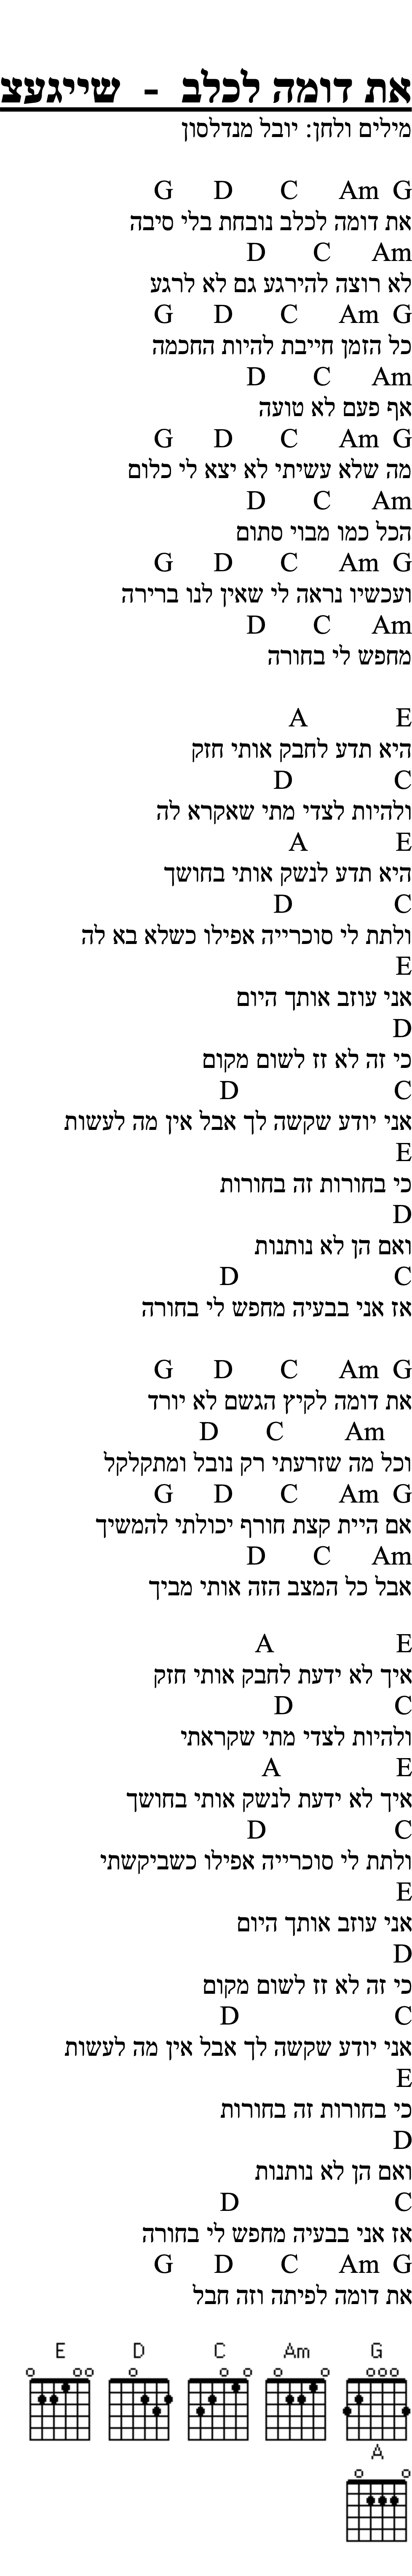 את דומה לכלב - שייגעצ
מילים ולחן: יובל מנדלסון
G D C Am G
את דומה לכלב נובחת בלי סיבה
D C Am
לא רוצה להירגע גם לא לרגע
G D C Am G
כל הזמן חייבת להיות החכמה
D C Am
אף פעם לא טועה
G D C Am G
מה שלא עשיתי לא יצא לי כלום
D C Am
הכל כמו מבוי סתום
G D C Am G
ועכשיו נראה לי שאין לנו ברירה
D C Am
מחפש לי בחורה
A E
היא תדע לחבק אותי חזק
D C
ולהיות לצדי מתי שאקרא לה
A E
היא תדע לנשק אותי בחושך
D C
ולתת לי סוכרייה אפילו כשלא בא לה
E
אני עוזב אותך היום
D
כי זה לא זז לשום מקום
D C
אני יודע שקשה לך אבל אין מה לעשות
E
כי בחורות זה בחורות
D
ואם הן לא נותנות
D C
אז אני בבעיה מחפש לי בחורה
G D C Am G
את דומה לקיץ הגשם לא יורד
D C Am
וכל מה שזרעתי רק נובל ומתקלקל
G D C Am G
אם היית קצת חורף יכולתי להמשיך
D C Am
אבל כל המצב הזה אותי מביך
A E
איך לא ידעת לחבק אותי חזק
D C
ולהיות לצדי מתי שקראתי
A E
איך לא ידעת לנשק אותי בחושך
D C
ולתת לי סוכרייה אפילו כשביקשתי
E
אני עוזב אותך היום
D
כי זה לא זז לשום מקום
D C
אני יודע שקשה לך אבל אין מה לעשות
E
כי בחורות זה בחורות
D
ואם הן לא נותנות
D C
אז אני בבעיה מחפש לי בחורה
G D C Am G
את דומה לפיתה וזה חבל
E D C Am G
A